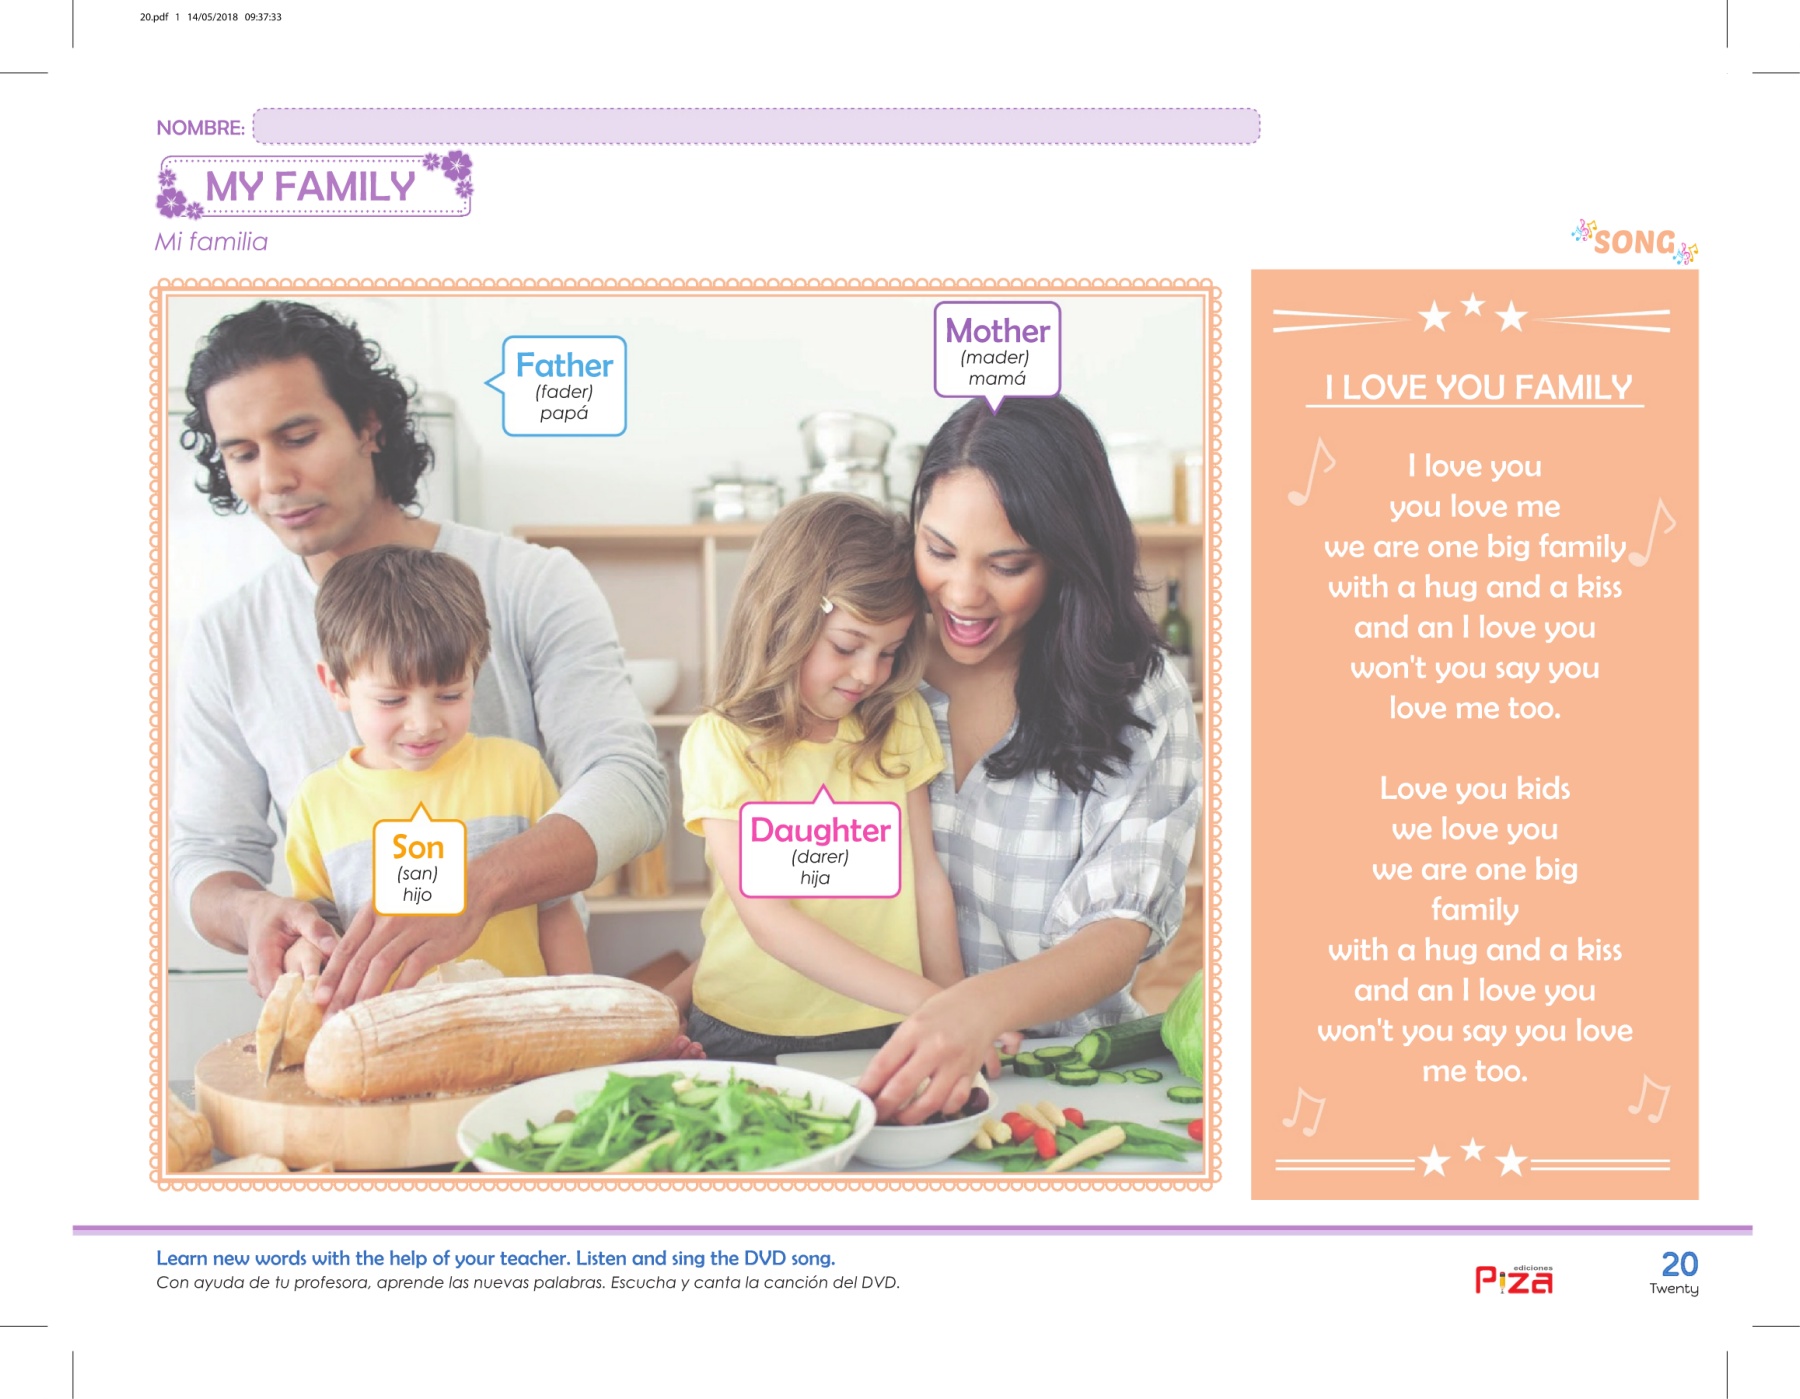 20.pdf 1 14/05/2018 09:37:33
NOMBRE:
MY FAMILY
Mi familia
SONG
Father
(fader)
papá
Mother
(mader)
mamá
Son
(san)
hijo
Daughter
(darer)
hija
I LOVE YOU FAMILY
I love you
you love me
we are one big family
with a hug and a kiss
and an I love you
won't you say you
love me too.
Love you kids
we love you
we are one big
family
with a hug and a kiss
and an I love you
won't you say you love
me too.
Learn new words with the help of your teacher. Listen and sing the DVD song.
Con ayuda de tu profesora, aprende las nuevas palabras. Escucha y canta la canción del DVD.
ediciones
Piza
20
Twenty